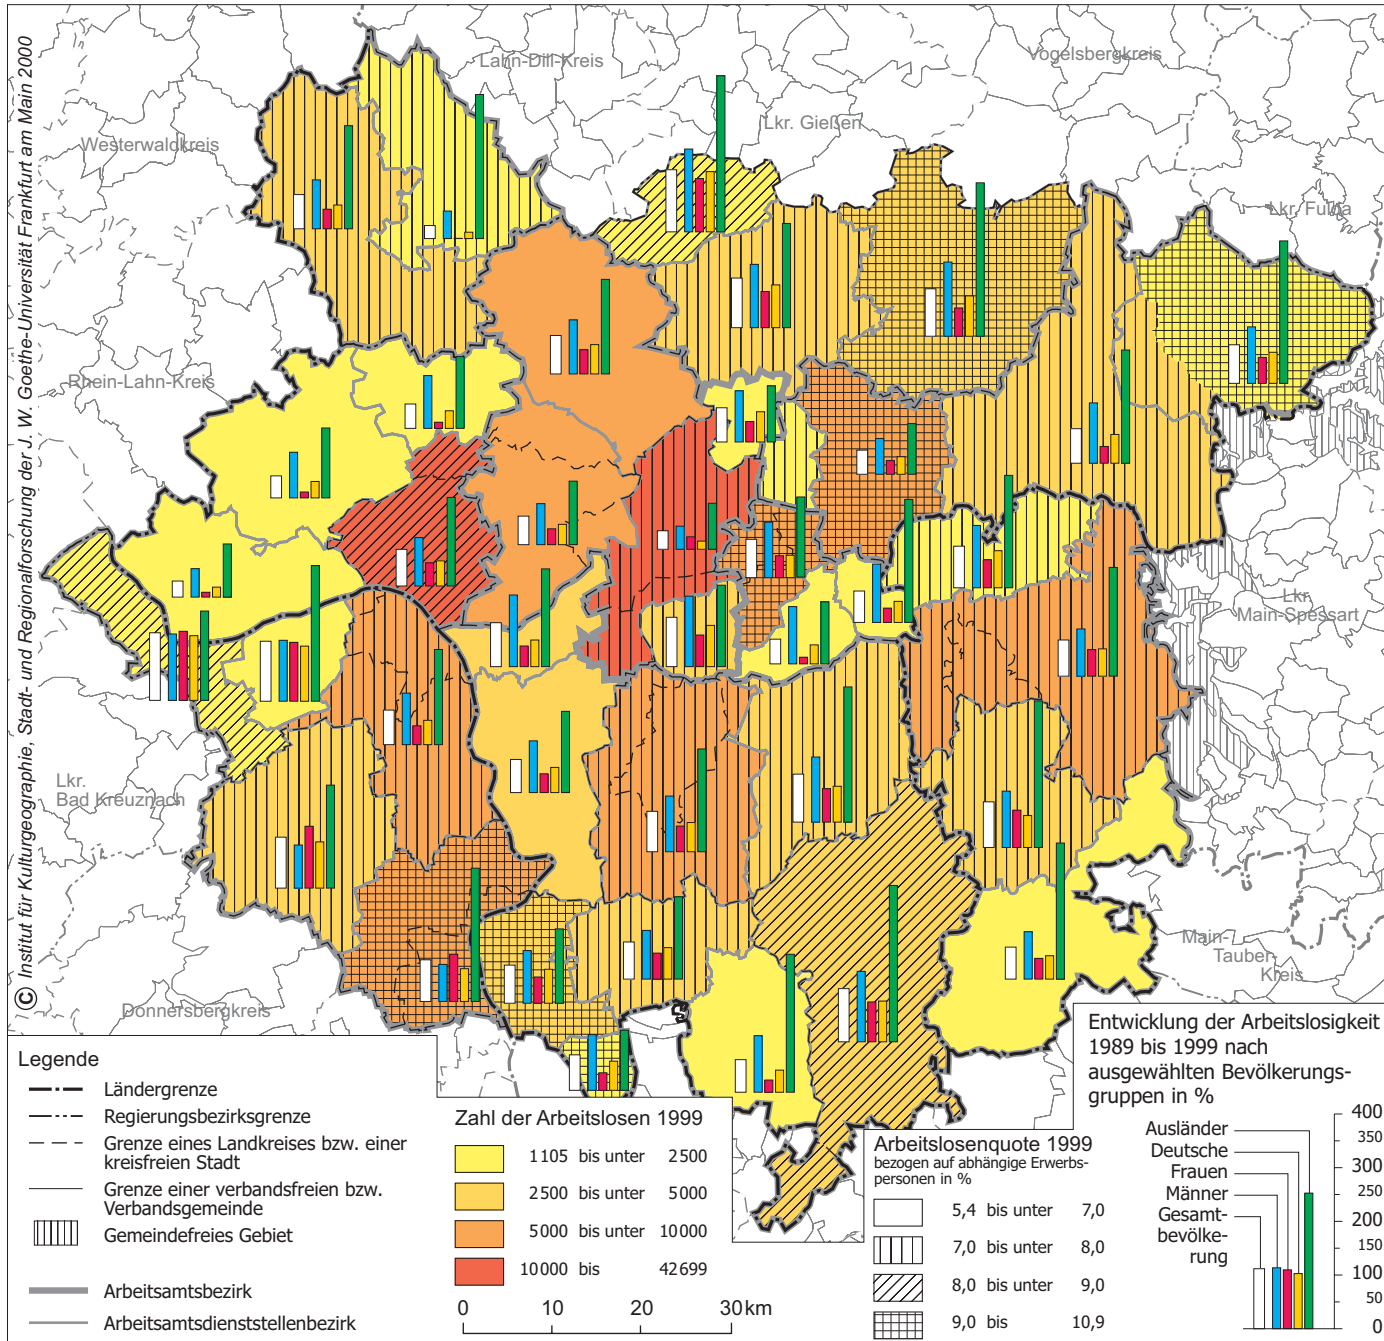 © Institut für Kulturgeographie, Stadt- und Regionalforschung der J. W. Goethe-Universität Frankfurt am Main 2000
Lahn-Dill-Kreis
Vogelsbergkreis
Westerwaldkreis
Lkr. Gießen
Lkr. Fulda
Rhein-Lahn-Kreis
Lkr.
Main-Spessart
Lkr.
Bad Kreuznach
Main-
Tauber-
Kreis
Donnersbergkreis
Legende
Ländergrenze
Regierungsbezirksgrenze
Grenze eines Landkreises bzw. einer
kreisfreien Stadt
Grenze einer verbandsfreien bzw.
Verbandsgemeinde
Gemeindefreies Gebiet
Arbeitsamtsbezirk
Arbeitsamtsdienststellenbezirk
Zahl der Arbeitslosen 1999
1105 bis unter 2500
2500 bis unter 5000
5000 bis unter 10000
10000 bis 42699
0 10 20 30 km
Arbeitslosenquote 1999
bezogen auf abhängige Erwerbs-
personen in %
5,4 bis unter 7,0
7,0 bis unter 8,0
8,0 bis unter 9,0
9,0 bis 10,9
Entwicklung der Arbeitslosigkeit
1989 bis 1999 nach
ausgewählten Bevölkerungs-
gruppen in %
Ausländer
Deutsche
Frauen
Männer
Gesamt-
bevölke-
rung
400
350
300
250
200
150
100
50
0